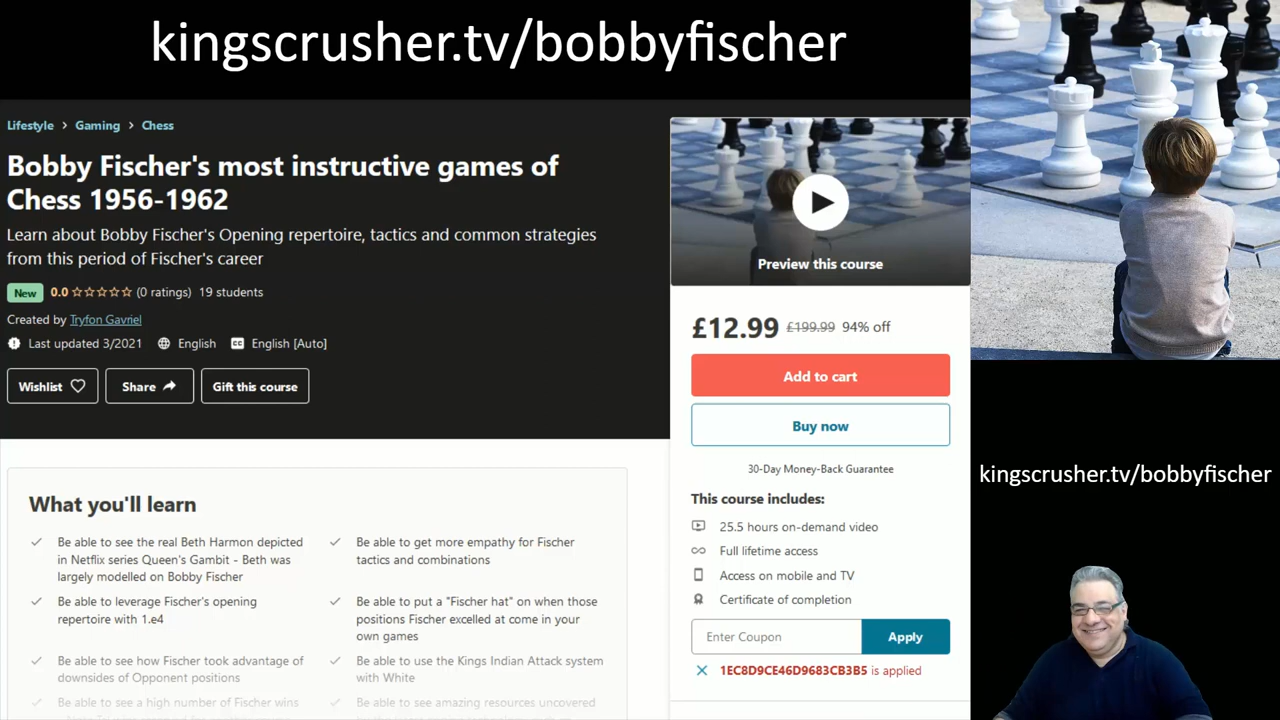 kingscrusher.tv/bobbyfischer
Lifestyle > Gaming > Chess
Bobby Fischer's most instructive games of
Chess 1956-1962
Learn about Bobby Fischer's Opening repertoire, tactics and common strategies
from this period of Fischer's career
New 0.0 (0 ratings) 19 students
Created by Tryfon Gavriel
Last updated 3/2021 English English [Auto]
Wishlist Share Gift this course
Preview this course
£12.99 £199.99 94% off
Add to cart
Buy now
30-Day Money-Back Guarantee
This course includes:
25.5 hours on-demand video
Full lifetime access
Access on mobile and TV
Certificate of completion
Enter Coupon Apply
1EC8D9CE46D9683CB3B5 is applied
What you'll learn
Be able to see the real Beth Harmon depicted
in Netflix series Queen's Gambit - Beth was
largely modelled on Bobby Fischer
Be able to get more empathy for Fischer
tactics and combinations
Be able to leverage Fischer's opening
repertoire with 1.e4
Be able to put a "Fischer hat" on when those
positions Fischer excelled at come in your
own games
Be able to see how Fischer took advantage of
downsides of Opponent positions
Be able to use the Kings Indian Attack system
with White
Be able to see a high number of Fischer wins
Be able to see amazing resources uncovered
kingscrusher.tv/bobbyfischer